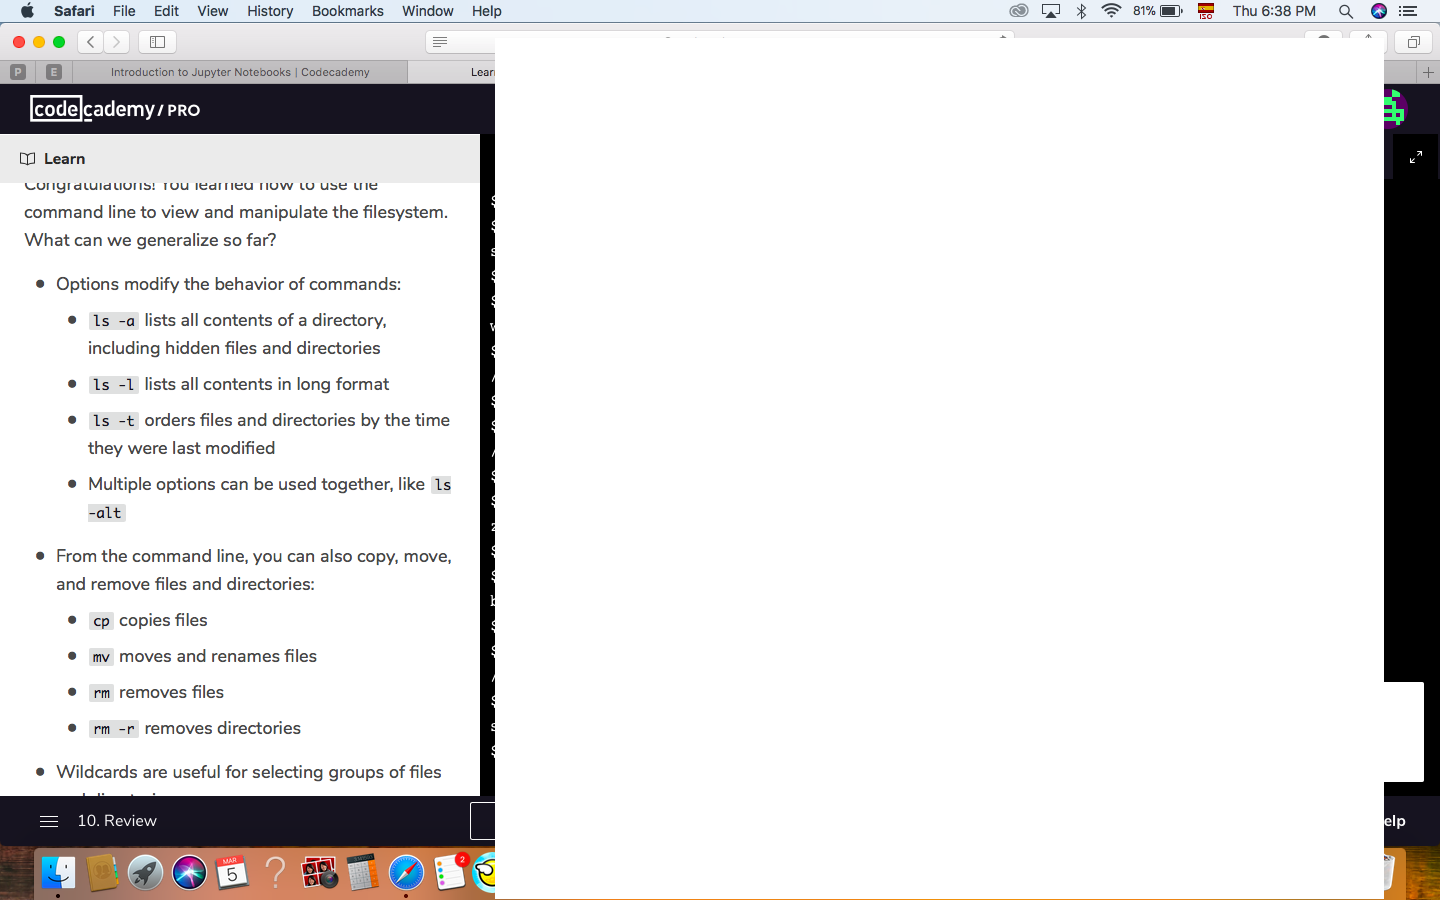 Safari File Edit View History Bookmarks Window Help 81% ISO Thu 6:38 PM
P E Introduction to Jupyter Notebooks | Codecademy Lear
codecademy / PRO
Learn
Congratulations! You learned how to use the
command line to view and manipulate the filesystem.
What can we generalize so far?
Options modify the behavior of commands:
ls -a lists all contents of a directory,
including hidden files and directories
ls -l lists all contents in long format
ls -t orders files and directories by the time
they were last modified
Multiple options can be used together, like ls
-alt
From the command line, you can also copy, move,
and remove files and directories:
cp copies files
mv moves and renames files
rm removes files
rm -r removes directories
Wildcards are useful for selecting groups of files
10. Review
elp
MAR
5
2